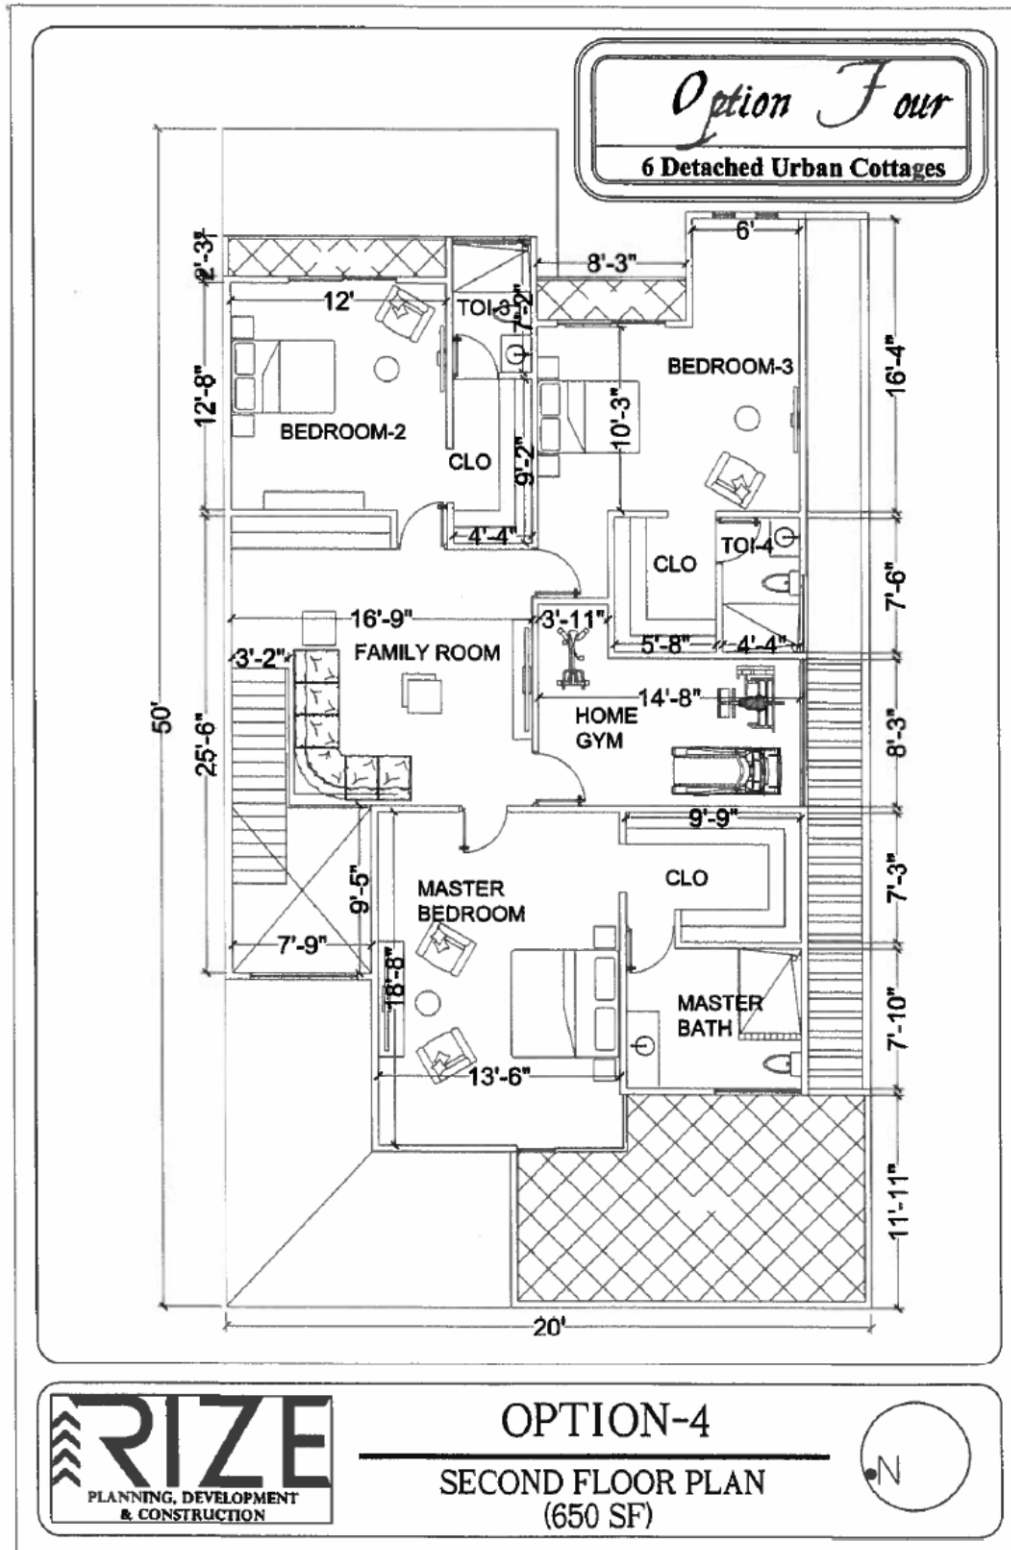 Option Four
6 Detached Urban Cottages
50'
2'-3"
12'
12'-8"
TOI-3
7'-2"
8'-3"
6'
BEDROOM-3
16'-4"
10'-3"
BEDROOM-2
CLO
9'-2"
4'-4"
CLO
TOI-4
7'-6"
16'-9"
3'-11"
5'-8"
4'-4"
3'-2"
FAMILY ROOM
25'-6"
14'-8"
HOME
GYM
8'-3"
9'-9"
9'-5"
MASTER
BEDROOM
CLO
7'-3"
7'-9"
18'-8"
MASTER
BATH
7'-10"
13'-6"
11'-11"
20'
RIZE
PLANNING, DEVELOPMENT
& CONSTRUCTION
OPTION-4
SECOND FLOOR PLAN
(650 SF)
N